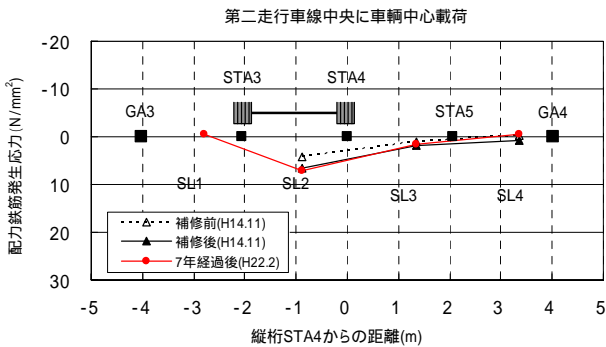 第二走行車線中央に車輌中心載荷
配力鉄筋発生応力(N/mm²)
-20
-10
0
10
20
30
STA3
STA4
GA3
STA5
GA4
SL1
SL2
SL3
SL4
補修前(H14.11)
補修後(H14.11)
7年経過後(H22.2)
-5 -4 -3 -2 -1 0 1 2 3 4 5
縦桁STA4からの距離(m)